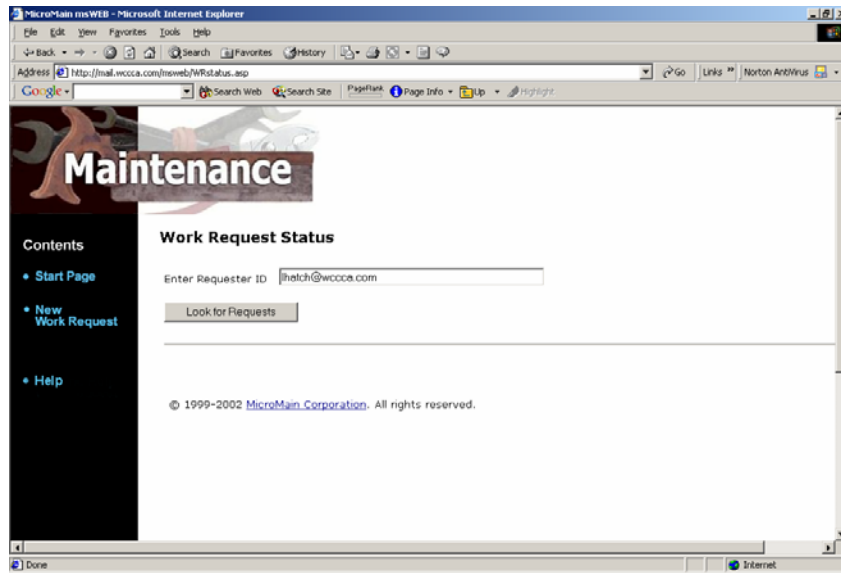 MicroMain msWEB - Microsoft Internet Explorer
File Edit View Favorites Tools Help
Back Search Favorites History
Address http://mail.wccca.com/msweb/WRstatus.asp Go Links » Norton AntiVirus
Google Search Web Search Site PageRank Page Info Up Highlight
Maintenance
Contents
Work Request Status
• Start Page
Enter Requester ID lhatch@wccca.com
• New
Work Request
Look for Requests
• Help
© 1999-2002 MicroMain Corporation. All rights reserved.
Done Internet